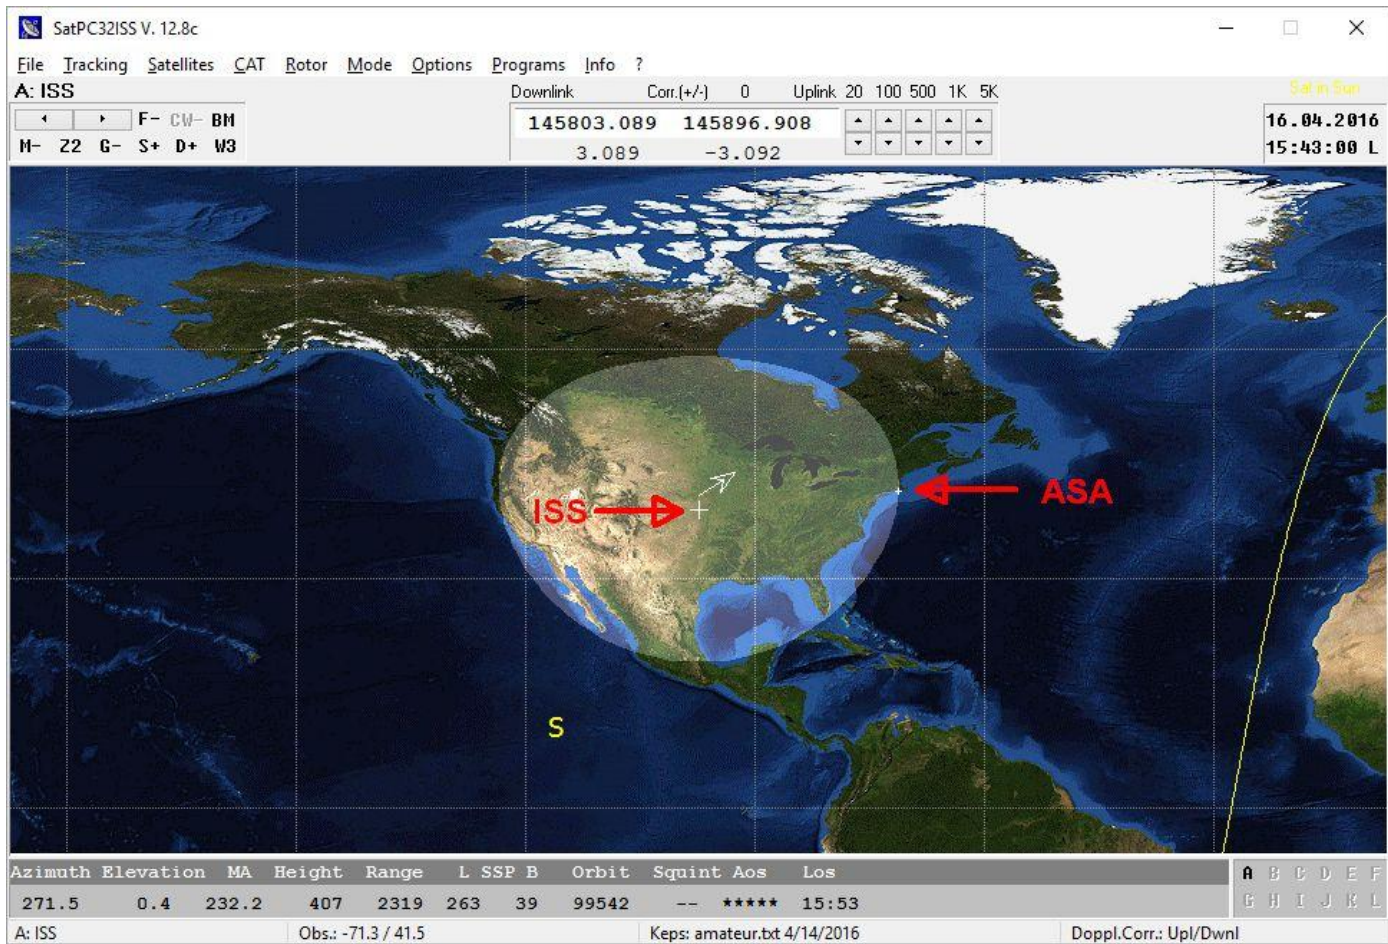 SatPC32ISS V. 12.8c
File Tracking Satellites CAT Rotor Mode Options Programs Info ?
A: ISS
Downlink Corr.(+/-) 0 Uplink 20 100 500 1K 5K
Sat in Sun
F- CW- BM
145803.089 145896.908
16.04.2016
M- Z2 G- S+ D+ W3
3.089 -3.092
15:43:00 L
ISS
ASA
S
Azimuth Elevation MA Height Range L SSP B Orbit Squint Aos Los
A B C D E F
271.5 0.4 232.2 407 2319 263 39 99542 -- ***** 15:53
G H I J K L
A: ISS Obs.: -71.3 / 41.5 Keps: amateur.txt 4/14/2016 Doppl.Corr.: Upl/Dwnl